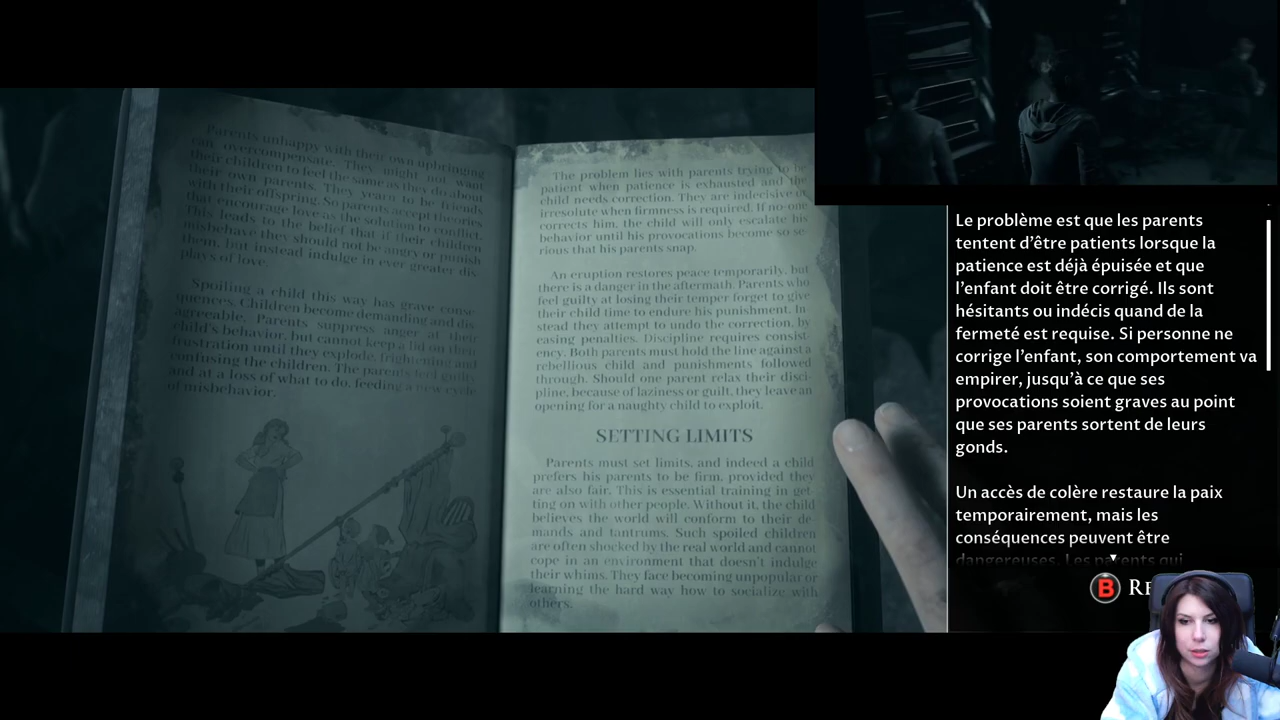 Parents unhappy with their own upbringing
can overcompensate. They might not want
their children to feel the same as they do about
their own parents. They yearn to be friends
with their offspring. So parents accept theories
that encourage love as the solution to conflict.
This leads to the belief that if their children
misbehave they should not be angry or punish
them, but instead indulge in ever greater dis
plays of love.
Spoiling a child this way has grave conse
quences. Children become demanding and dis
agreeable. Parents suppress anger at their
child's behavior, but cannot keep a lid on their
frustration until they explode, frightening and
confusing the children. The parents feel guilty
and at a loss of what to do, feeding a new cycle
of misbehavior.
The problem lies with parents trying to be
patient when patience is exhausted and the
child needs correction. They are indecisive or
irresolute when firmness is required. If no-one
corrects him, the child will only escalate his
behavior until his provocations become so se-
rious that his parents snap.
An eruption restores peace temporarily, but
there is a danger in the aftermath. Parents who
feel guilty at losing their temper forget to give
their child time to endure his punishment. In-
stead they attempt to undo the correction, by
easing penalties. Discipline requires consist-
ency. Both parents must hold the line against a
rebellious child and punishments followed
through. Should one parent relax their disci-
pline, because of laziness or guilt, they leave an
opening for a naughty child to exploit.
SETTING LIMITS
Parents must set limits, and indeed a child
prefers his parents to be firm, provided they
are also fair. This is essential training in get-
ting on with other people. Without it, the child
believes the world will conform to their de-
mands and tantrums. Such spoiled children
are often shocked by the real world and cannot
cope in an environment that doesn't indulge
their whims. They face becoming unpopular or
learning the hard way how to socialize with
others.
Le problème est que les parents
tentent d'être patients lorsque la
patience est déjà épuisée et que
l'enfant doit être corrigé. Ils sont
hésitants ou indécis quand de la
fermeté est requise. Si personne ne
corrige l'enfant, son comportement va
empirer, jusqu'à ce que ses
provocations soient graves au point
que ses parents sortent de leurs
gonds.
Un accès de colère restaure la paix
temporairement, mais les
conséquences peuvent être
dangereuses. Les parents qui
B